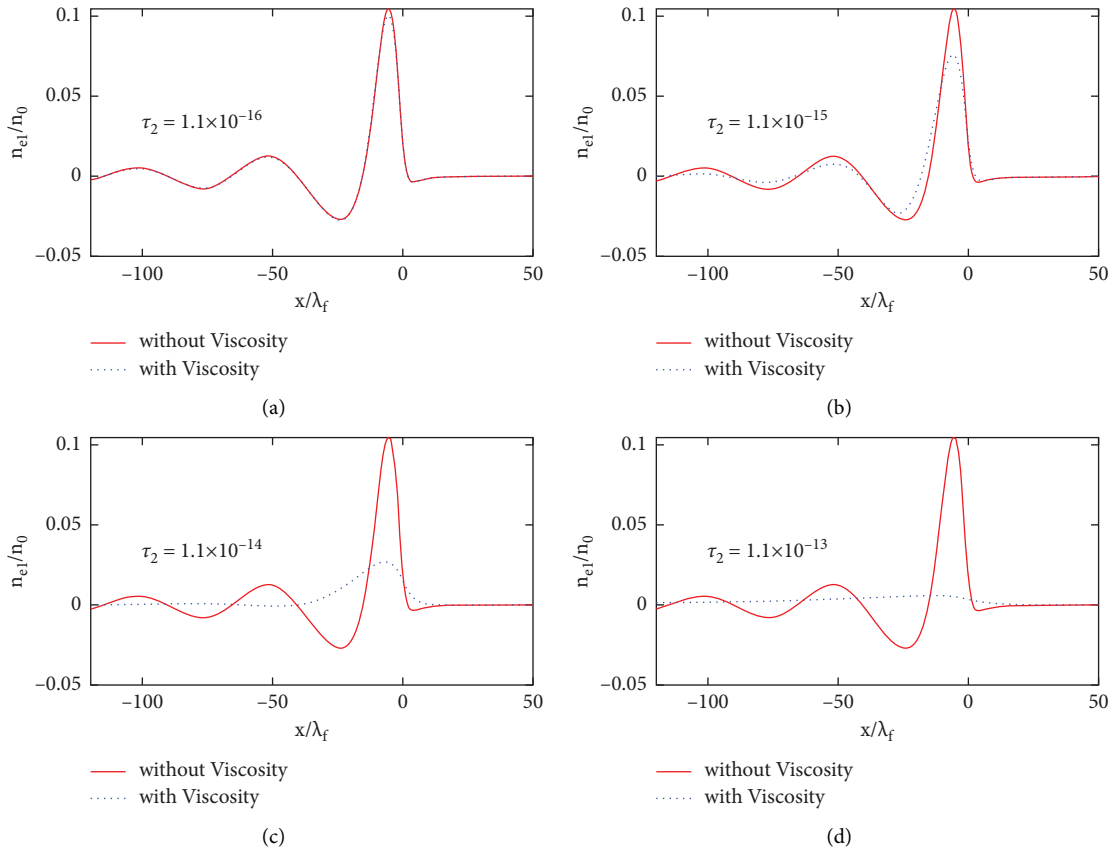 0.1
0.05
0
−0.05
n_e1/n_0
τ_2 = 1.1×10^−16
−100
−50
0
50
x/λ_f
without Viscosity
with Viscosity
(a)
0.1
0.05
0
−0.05
n_e1/n_0
τ_2 = 1.1×10^−15
−100
−50
0
50
x/λ_f
without Viscosity
with Viscosity
(b)
0.1
0.05
0
−0.05
n_e1/n_0
τ_2 = 1.1×10^−14
−100
−50
0
50
x/λ_f
without Viscosity
with Viscosity
(c)
0.1
0.05
0
−0.05
n_e1/n_0
τ_2 = 1.1×10^−13
−100
−50
0
50
x/λ_f
without Viscosity
with Viscosity
(d)